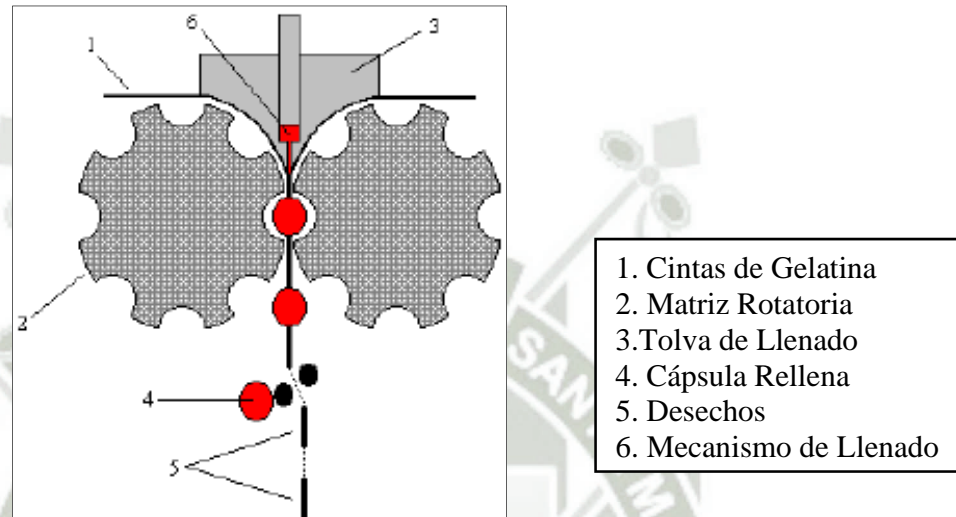 6
3
1
2
4
5
1. Cintas de Gelatina
2. Matriz Rotatoria
3.Tolva de Llenado
4. Cápsula Rellena
5. Desechos
6. Mecanismo de Llenado
SAN
M